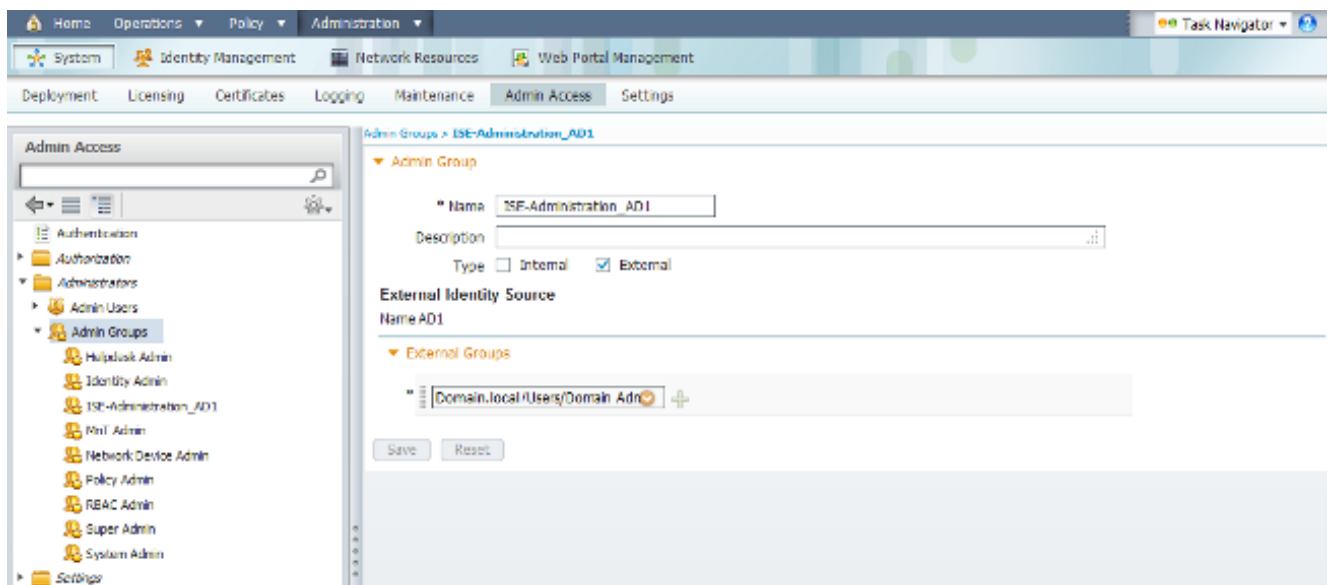 Home Operations Policy Administration Task Navigator
System Identity Management Network Resources Web Portal Management
Deployment Licensing Certificates Logging Maintenance Admin Access Settings
Admin Access
Authentication
Authorization
Administrators
Admin Users
Admin Groups
Helpdesk Admin
Identity Admin
ISE-Administration_AD1
MnT Admin
Network Device Admin
Policy Admin
RBAC Admin
Super Admin
System Admin
Settings
Admin Groups > ISE-Administration_AD1
Admin Group
* Name ISE-Administration_AD1
Description
Type Internal External
External Identity Source
Name AD1
External Groups
* Domain.local/Users/Domain Adm
Save Reset